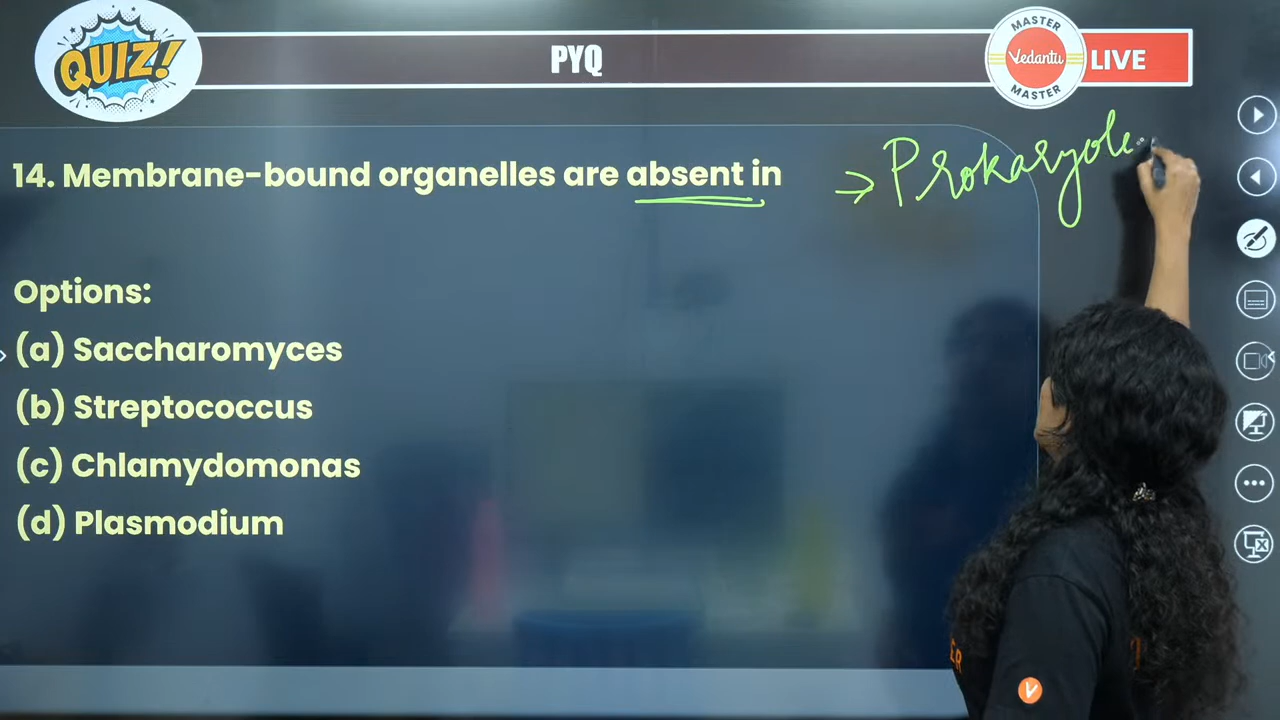 QUIZ!
PYQ
MASTER
Vedantu
MASTER
LIVE
14. Membrane-bound organelles are absent in
→ Prokaryote
Options:
(a) Saccharomyces
(b) Streptococcus
(c) Chlamydomonas
(d) Plasmodium
ER
V